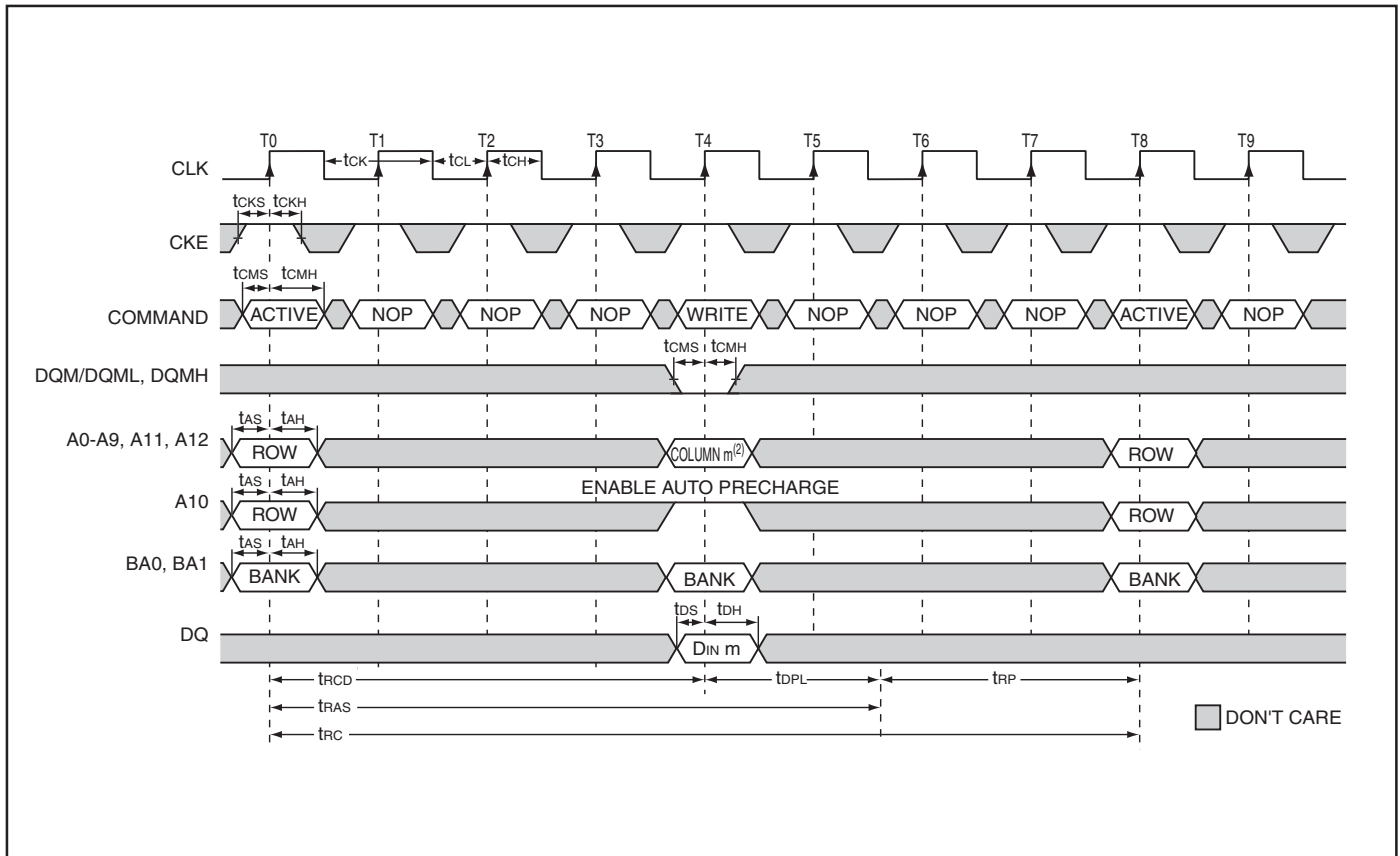 T0 T1 T2 T3 T4 T5 T6 T7 T8 T9
CLK
tCK tCL tCH
tCKS tCKH
CKE
tCMS tCMH
COMMAND
ACTIVE NOP NOP NOP WRITE NOP NOP NOP ACTIVE NOP
tCMS tCMH
DQM/DQML, DQMH
tAS tAH
A0-A9, A11, A12
ROW COLUMN m(2) ROW
tAS tAH
ENABLE AUTO PRECHARGE
A10
ROW ROW
tAS tAH
BA0, BA1
BANK BANK BANK
tDS tDH
DQ
DIN m
tRCD tDPL tRP
tRAS
tRC
DON'T CARE